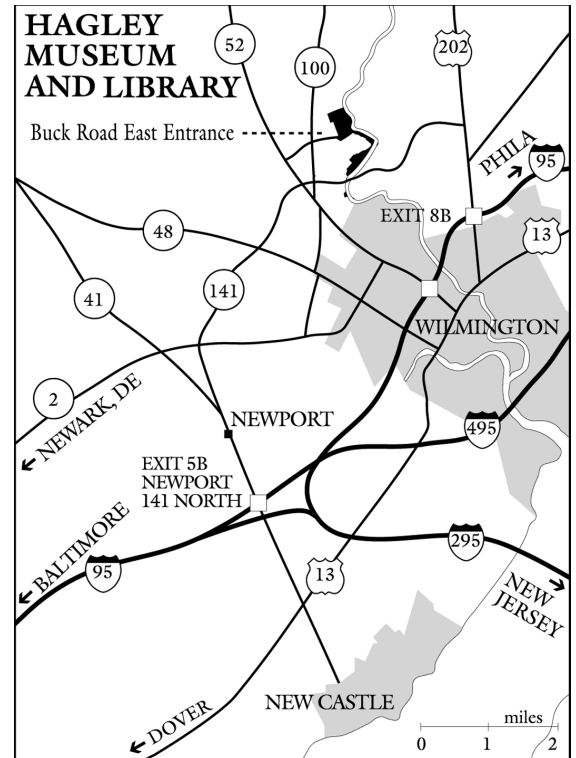 HAGLEY
MUSEUM
AND LIBRARY
52
100
202
Buck Road East Entrance
PHILA
95
EXIT 8B
13
48
141
41
WILMINGTON
2
NEWARK, DE
NEWPORT
495
EXIT 5B
NEWPORT
141 NORTH
BALTIMORE
295
95
13
NEW
JERSEY
NEW CASTLE
DOVER
miles
0 1 2